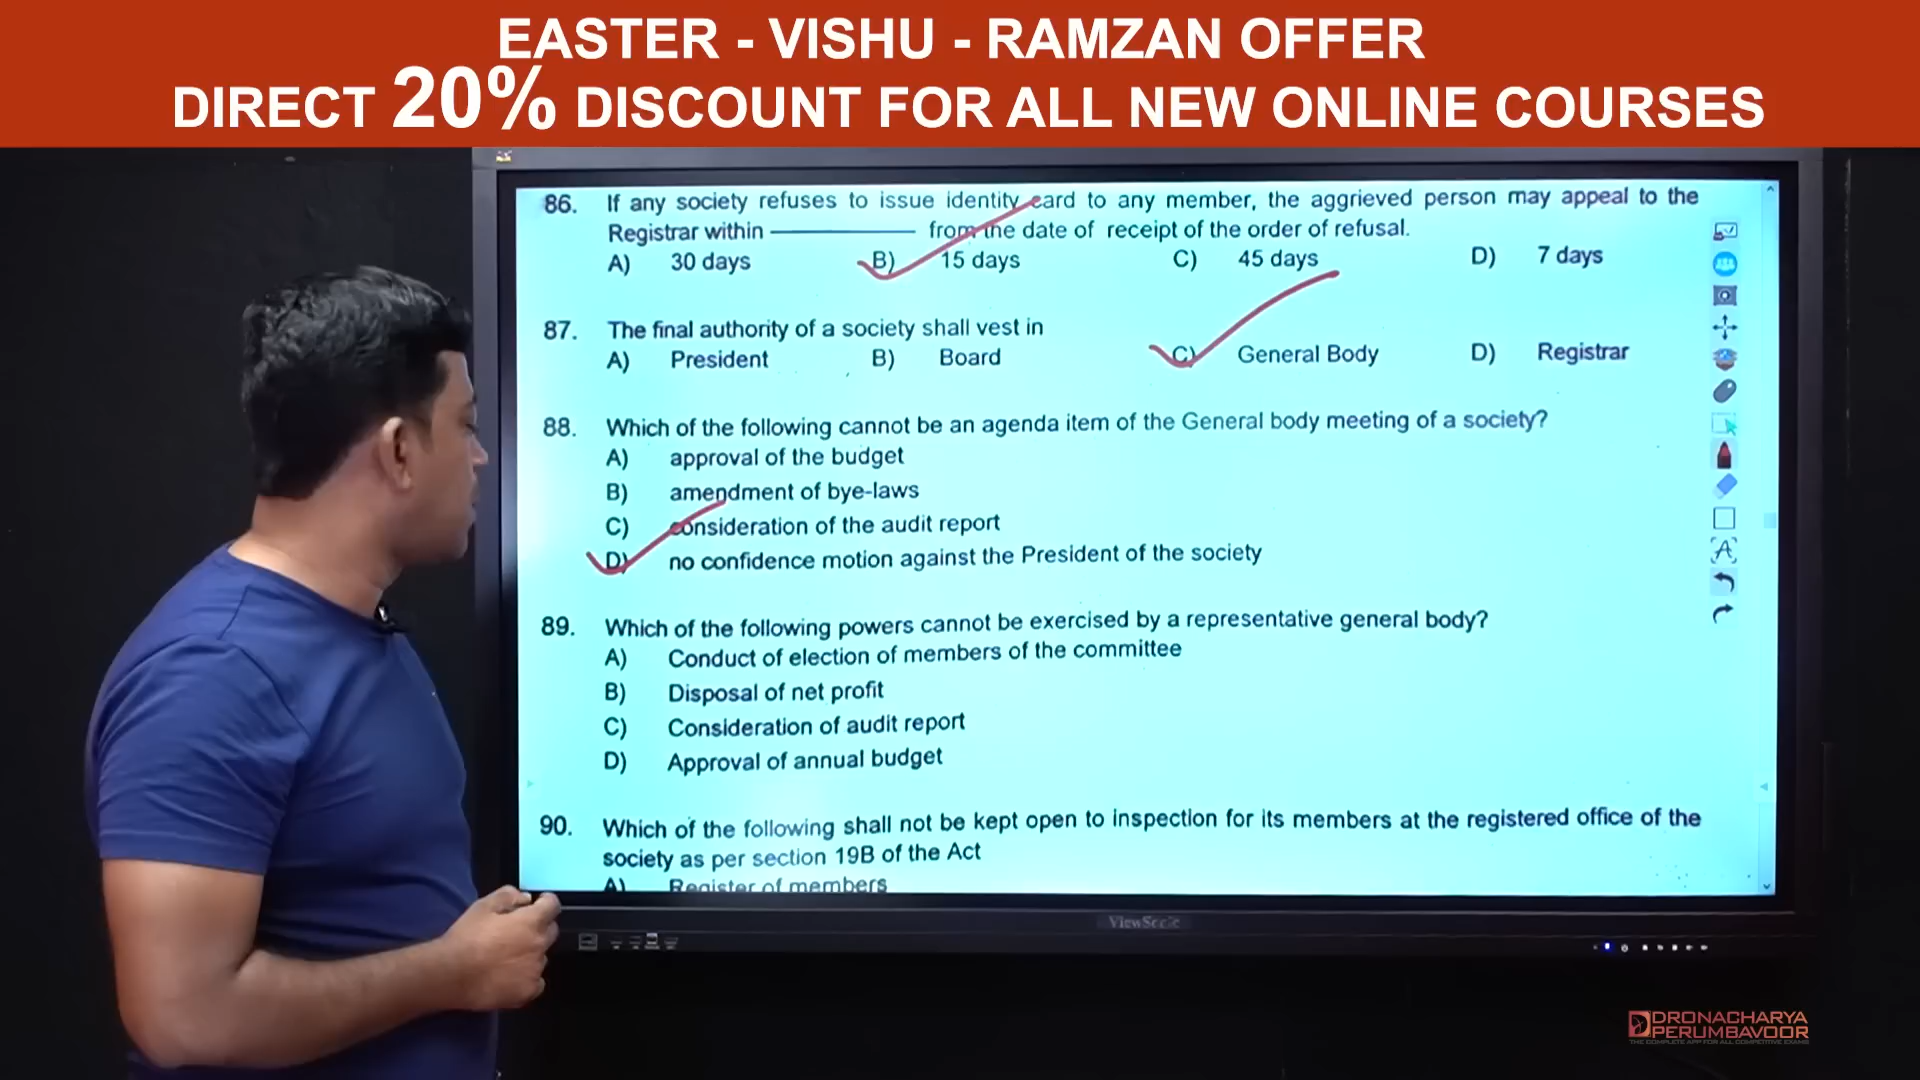 EASTER - VISHU - RAMZAN OFFER
DIRECT 20% DISCOUNT FOR ALL NEW ONLINE COURSES
86. If any society refuses to issue identity card to any member, the aggrieved person may appeal to the
Registrar within ———— from the date of receipt of the order of refusal.
A) 30 days B) 15 days C) 45 days D) 7 days
87. The final authority of a society shall vest in
A) President B) Board C) General Body D) Registrar
88. Which of the following cannot be an agenda item of the General body meeting of a society?
A) approval of the budget
B) amendment of bye-laws
C) consideration of the audit report
D) no confidence motion against the President of the society
89. Which of the following powers cannot be exercised by a representative general body?
A) Conduct of election of members of the committee
B) Disposal of net profit
C) Consideration of audit report
D) Approval of annual budget
90. Which of the following shall not be kept open to inspection for its members at the registered office of the
society as per section 19B of the Act
A) Register of members
DRONACHARYA
PERUMBAVOOR
THE COMPLETE APP FOR ALL COMPETITIVE EXAMS